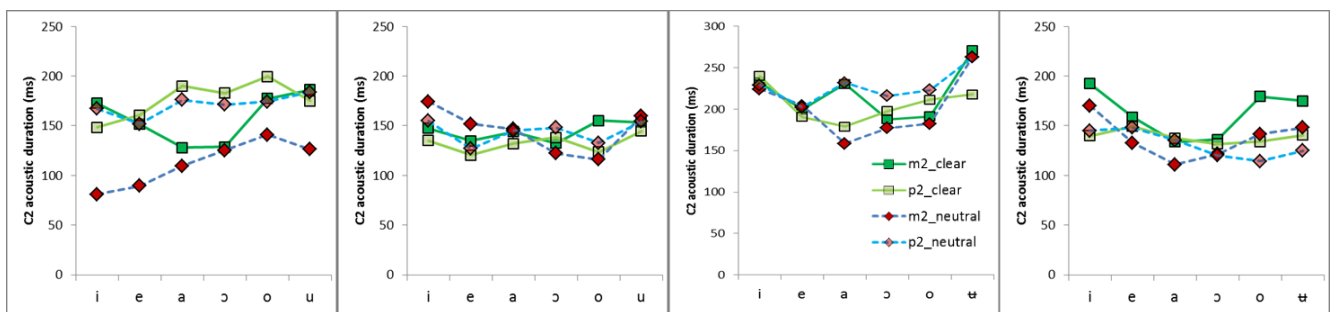 C2 acoustic duration (ms)
250
200
150
100
50
0
i e a ɔ o u
C2 acoustic duration (ms)
250
200
150
100
50
0
i e a ɔ o u
C2 acoustic duration (ms)
300
250
200
150
100
50
0
i e a ɔ o ʉ
m2_clear
p2_clear
m2_neutral
p2_neutral
C2 acoustic duration (ms)
250
200
150
100
50
0
i e a ɔ o ʉ